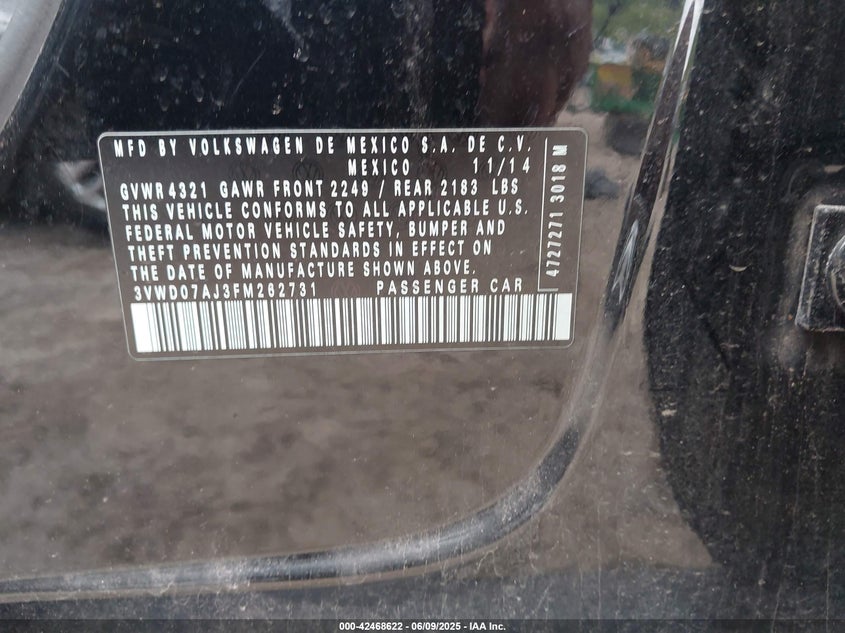 MFD BY VOLKSWAGEN DE MEXICO S.A. DE C.V.
MEXICO 11/14
GVWR 4321 GAWR FRONT 2249 / REAR 2183 LBS
THIS VEHICLE CONFORMS TO ALL APPLICABLE U.S.
FEDERAL MOTOR VEHICLE SAFETY, BUMPER AND
THEFT PREVENTION STANDARDS IN EFFECT ON
THE DATE OF MANUFACTURE SHOWN ABOVE.
3VWD07AJ3FM262731 PASSENGER CAR
4727271 3018 M
000-42468622 - 06/09/2025 - IAA Inc.